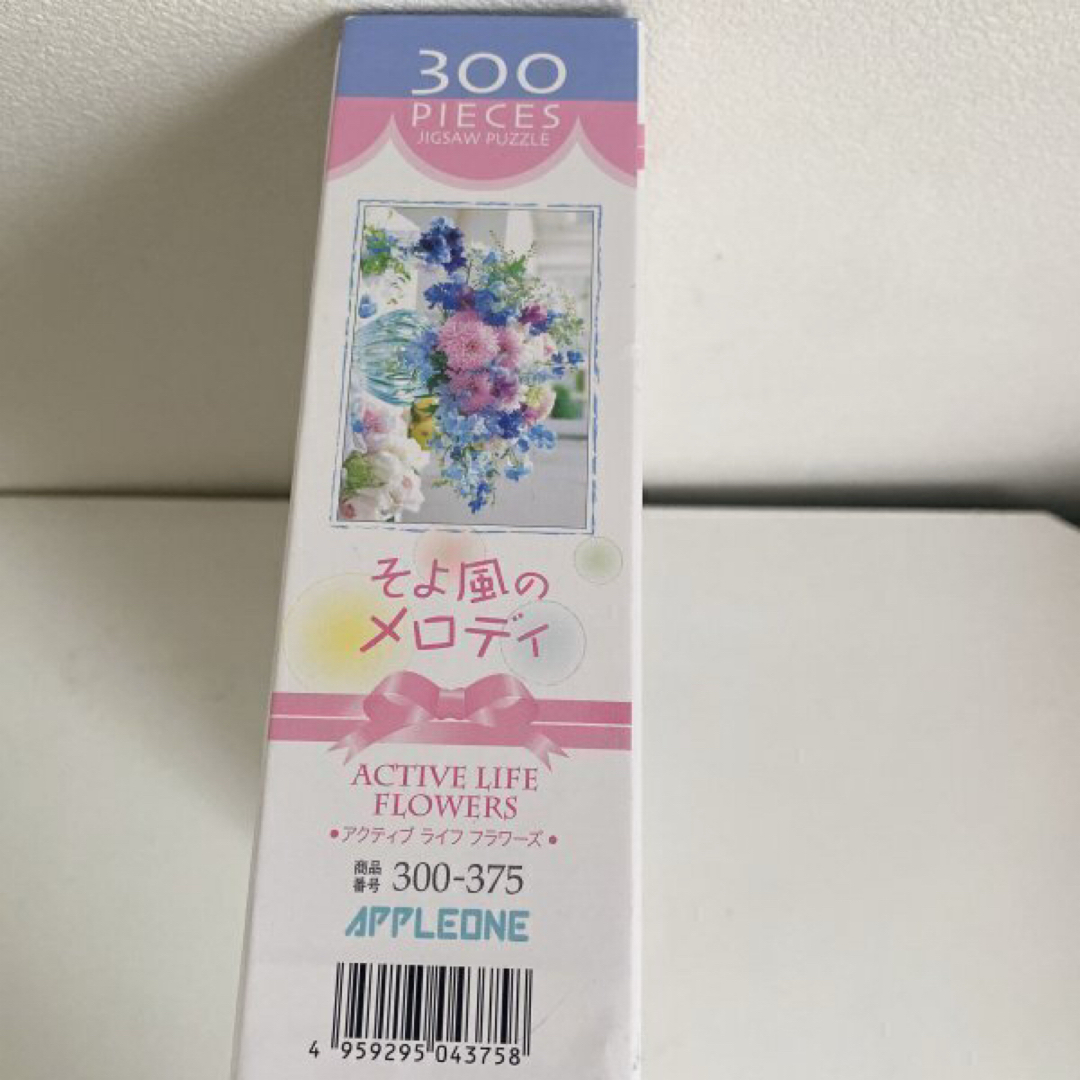 300
PIECES
JIGSAW PUZZLE
そよ風の
メロディ
ACTIVE LIFE
FLOWERS
•アクティブ ライフ フラワーズ•
商品
番号 300-375
APPLEONE
4 959295 043758